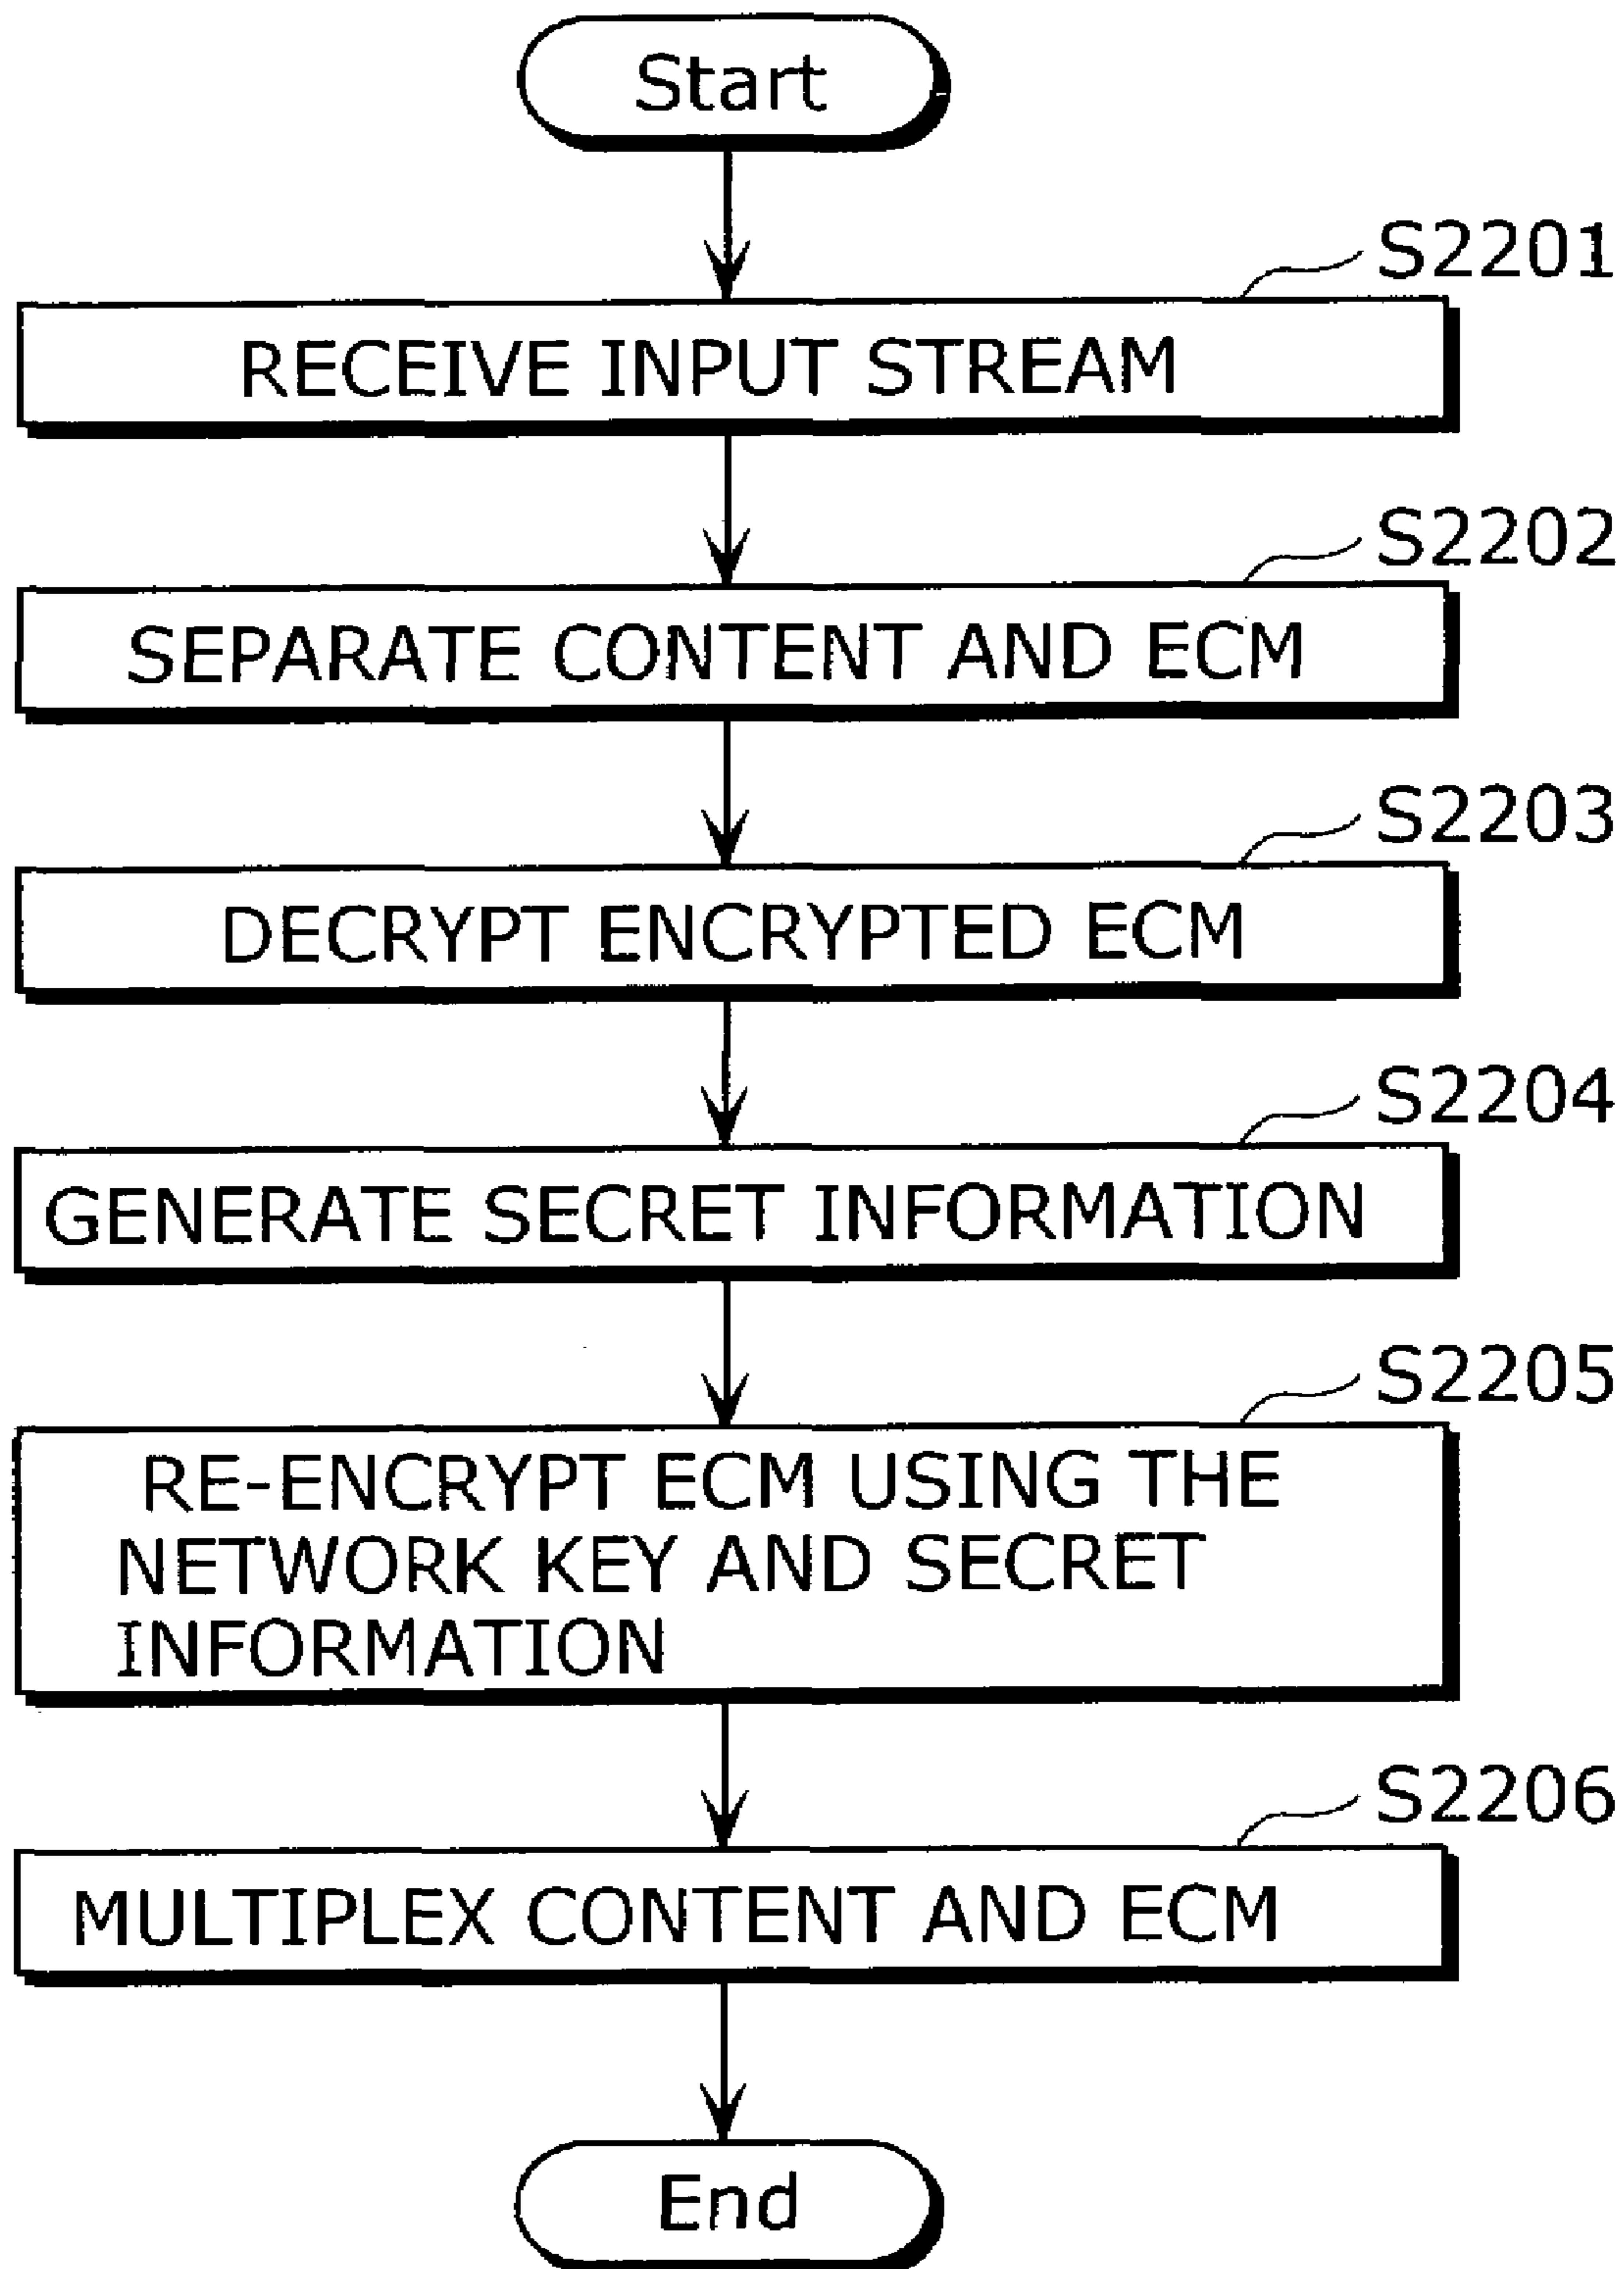 Start
S2201
RECEIVE INPUT STREAM
S2202
SEPARATE CONTENT AND ECM
S2203
DECRYPT ENCRYPTED ECM
S2204
GENERATE SECRET INFORMATION
S2205
RE-ENCRYPT ECM USING THE
NETWORK KEY AND SECRET
INFORMATION
S2206
MULTIPLEX CONTENT AND ECM
End